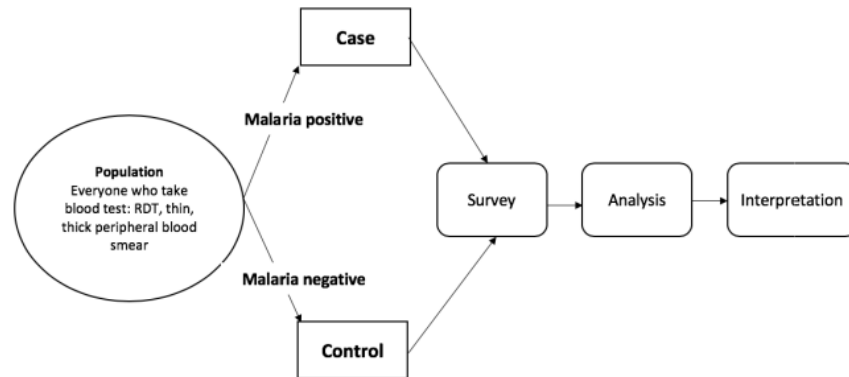 Case
Malaria positive
Population
Everyone who take
blood test: RDT, thin,
thick peripheral blood
smear
Survey
Analysis
Interpretation
Malaria negative
Control